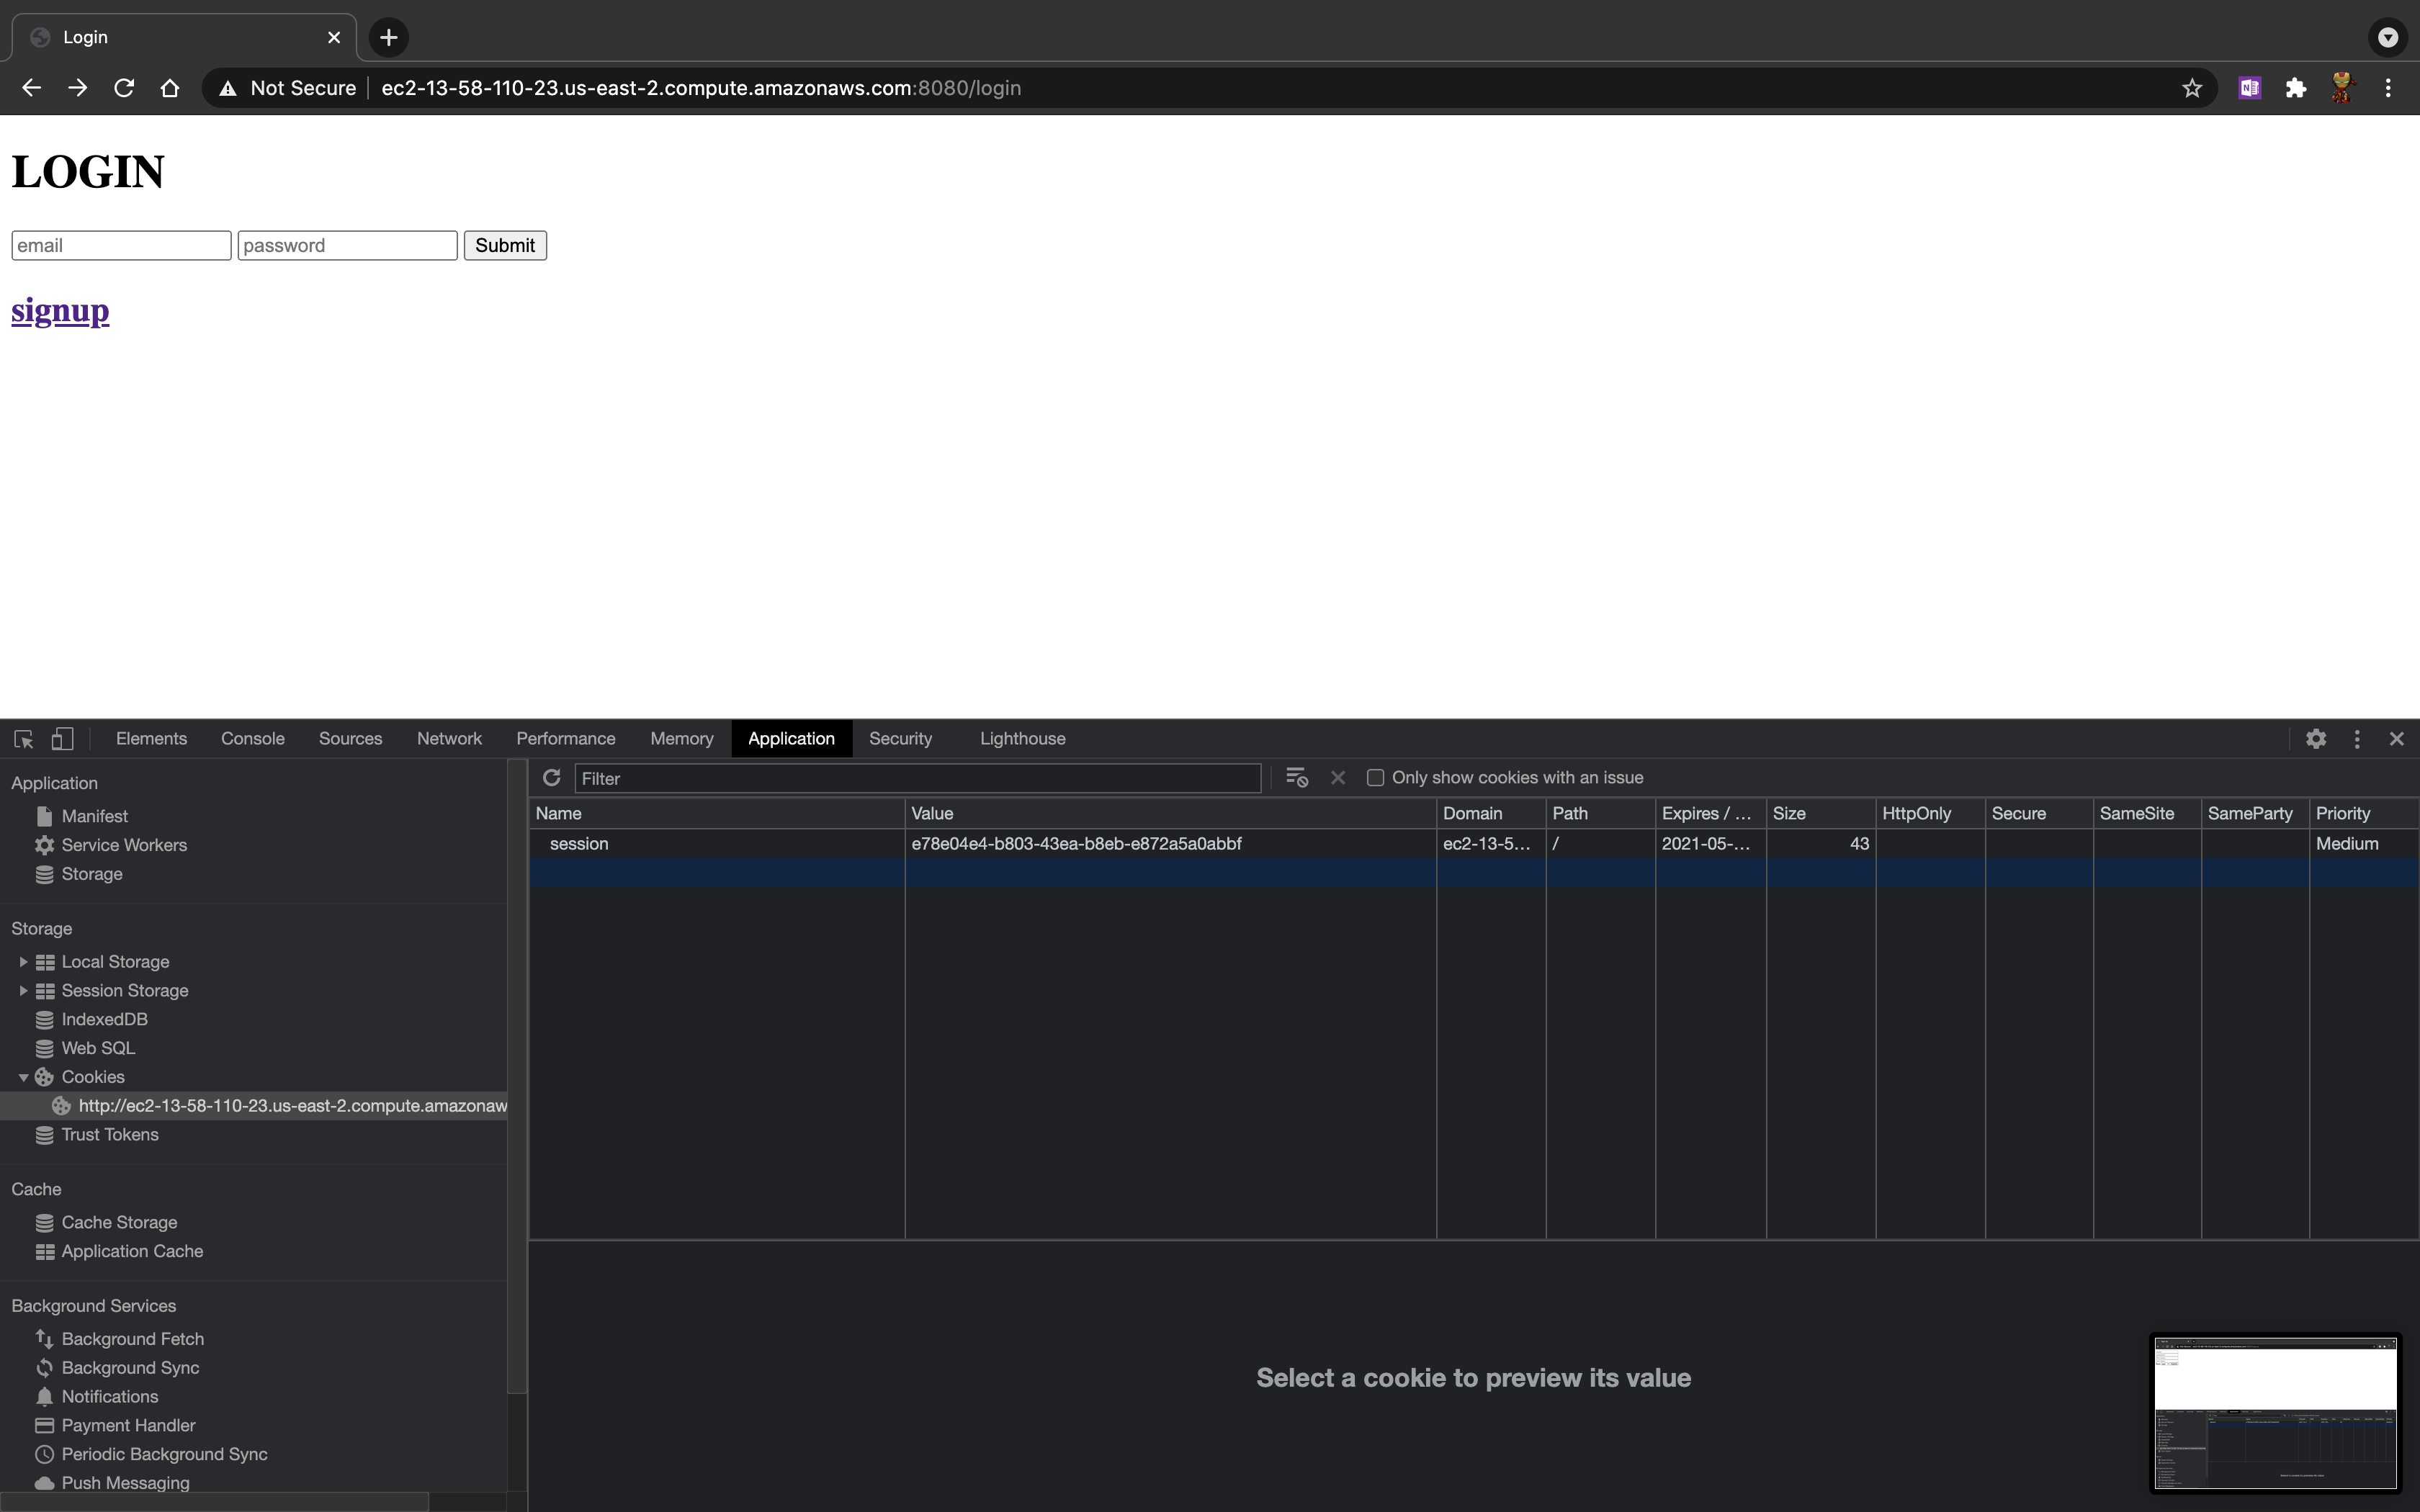 Login
Not Secure ec2-13-58-110-23.us-east-2.compute.amazonaws.com:8080/login
LOGIN
email password Submit
signup
Elements Console Sources Network Performance Memory Application Security Lighthouse
Application
Manifest
Service Workers
Storage
Storage
Local Storage
Session Storage
IndexedDB
Web SQL
Cookies
http://ec2-13-58-110-23.us-east-2.compute.amazonaw
Trust Tokens
Cache
Cache Storage
Application Cache
Background Services
Background Fetch
Background Sync
Notifications
Payment Handler
Periodic Background Sync
Push Messaging
Filter Only show cookies with an issue
Name Value Domain Path Expires / ... Size HttpOnly Secure SameSite SameParty Priority
session e78e04e4-b803-43ea-b8eb-e872a5a0abbf ec2-13-5... / 2021-05-... 43 Medium
Select a cookie to preview its value